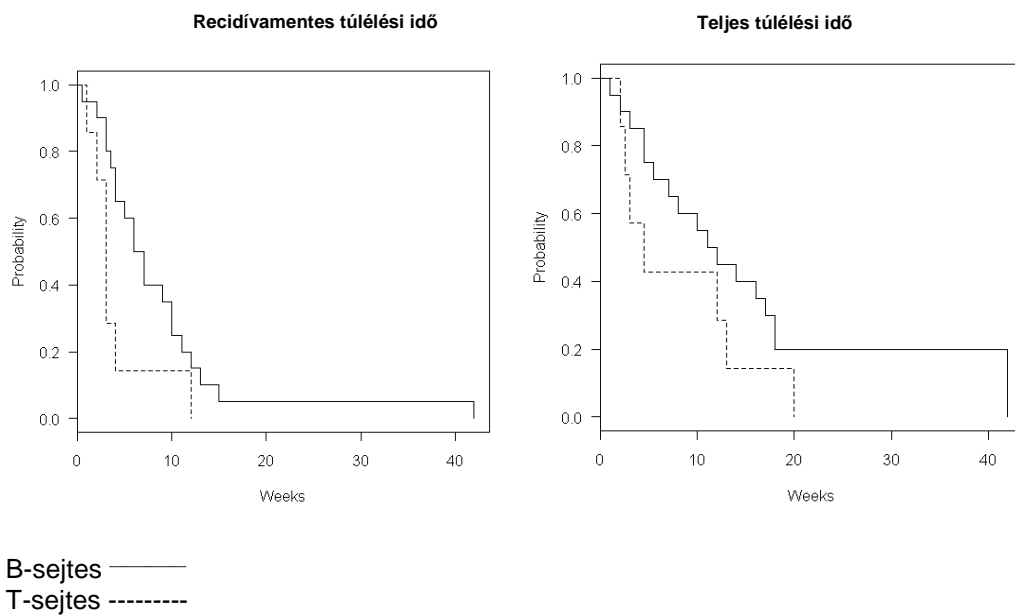 Recidívamentes túlélési idő
Teljes túlélési idő
1.0
0.8
0.6
0.4
0.2
0.0
Probability
0
10
20
30
40
Weeks
1.0
0.8
0.6
0.4
0.2
0.0
Probability
0
10
20
30
40
Weeks
B-sejtes
T-sejtes